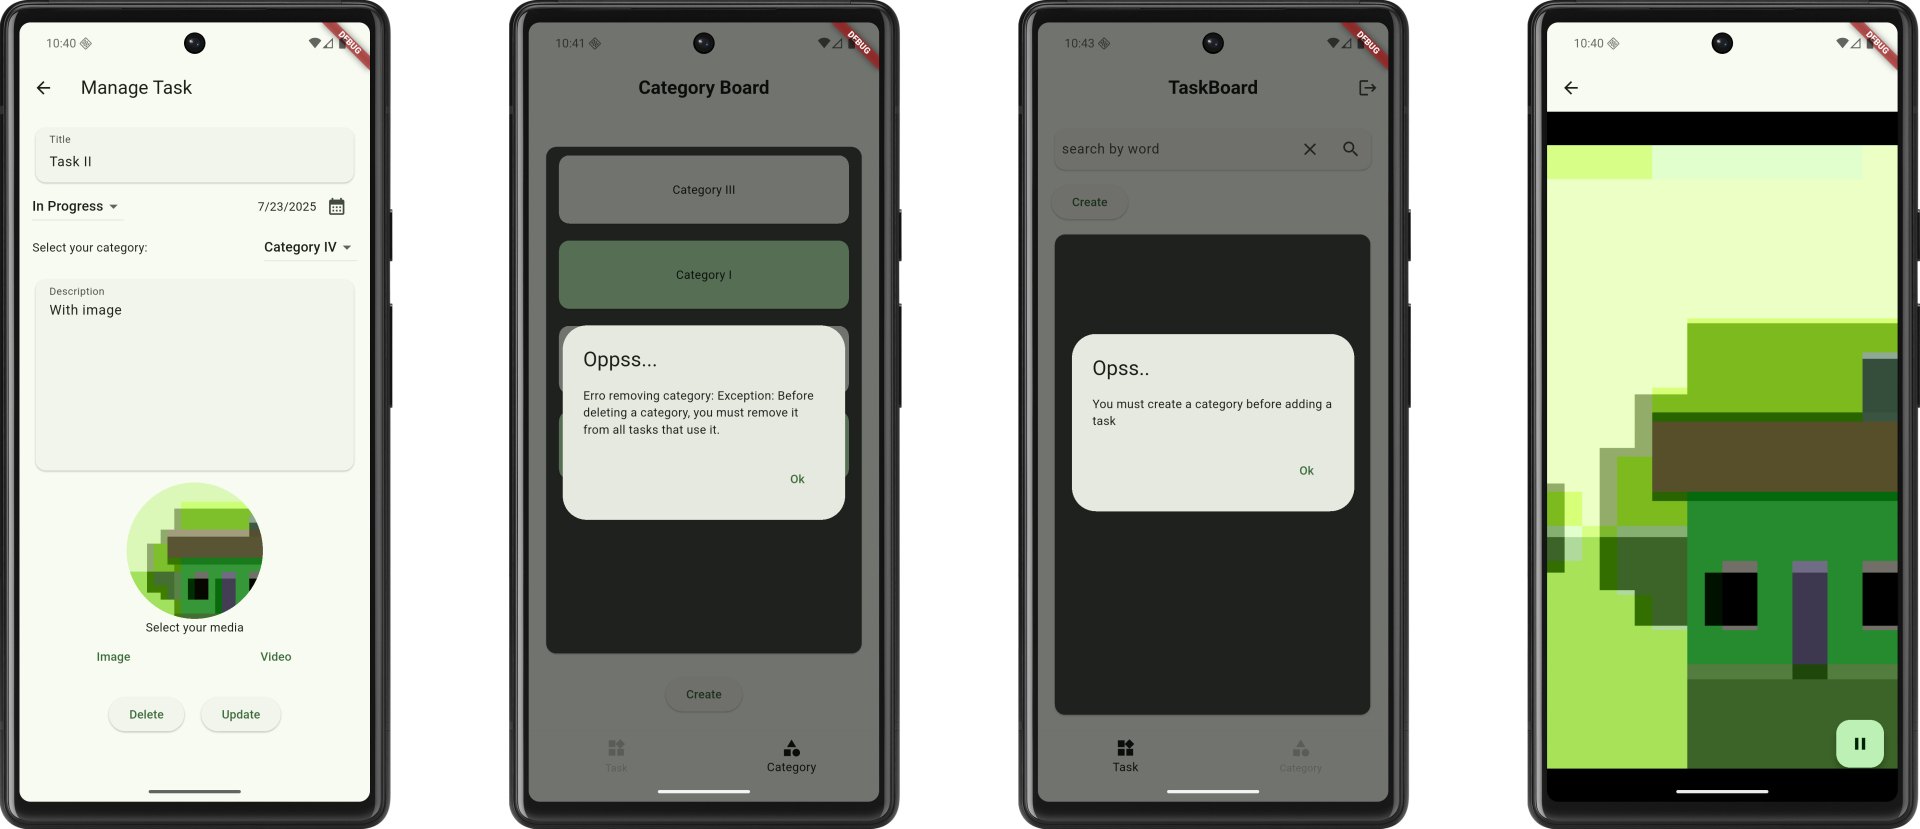 10:40
DEBUG
Manage Task
Title
Task II
In Progress
7/23/2025
Select your category:
Category IV
Description
With image
Select your media
Image
Video
Delete
Update
10:41
DEBUG
Category Board
Category III
Category I
Oppss...
Erro removing category: Exception: Before
deleting a category, you must remove it
from all tasks that use it.
Ok
Create
Task
Category
10:43
DEBUG
TaskBoard
search by word
Create
Opss..
You must create a category before adding a
task
Ok
Task
Category
10:40
DEBUG